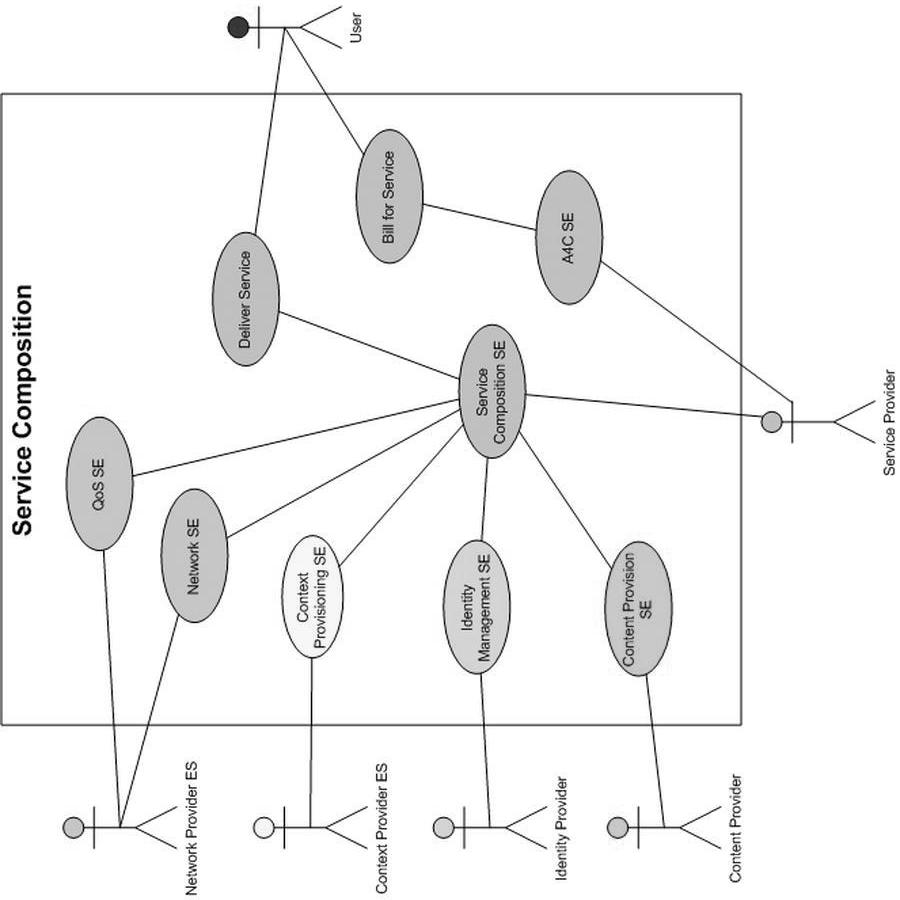 Service Composition
User
Deliver Service
Bill for Service
A4C SE
QoS SE
Network SE
Service
Composition SE
Context
Provisioning SE
Identity
Management SE
Content Provision
SE
Service Provider
Network Provider ES
Context Provider ES
Identity Provider
Content Provider